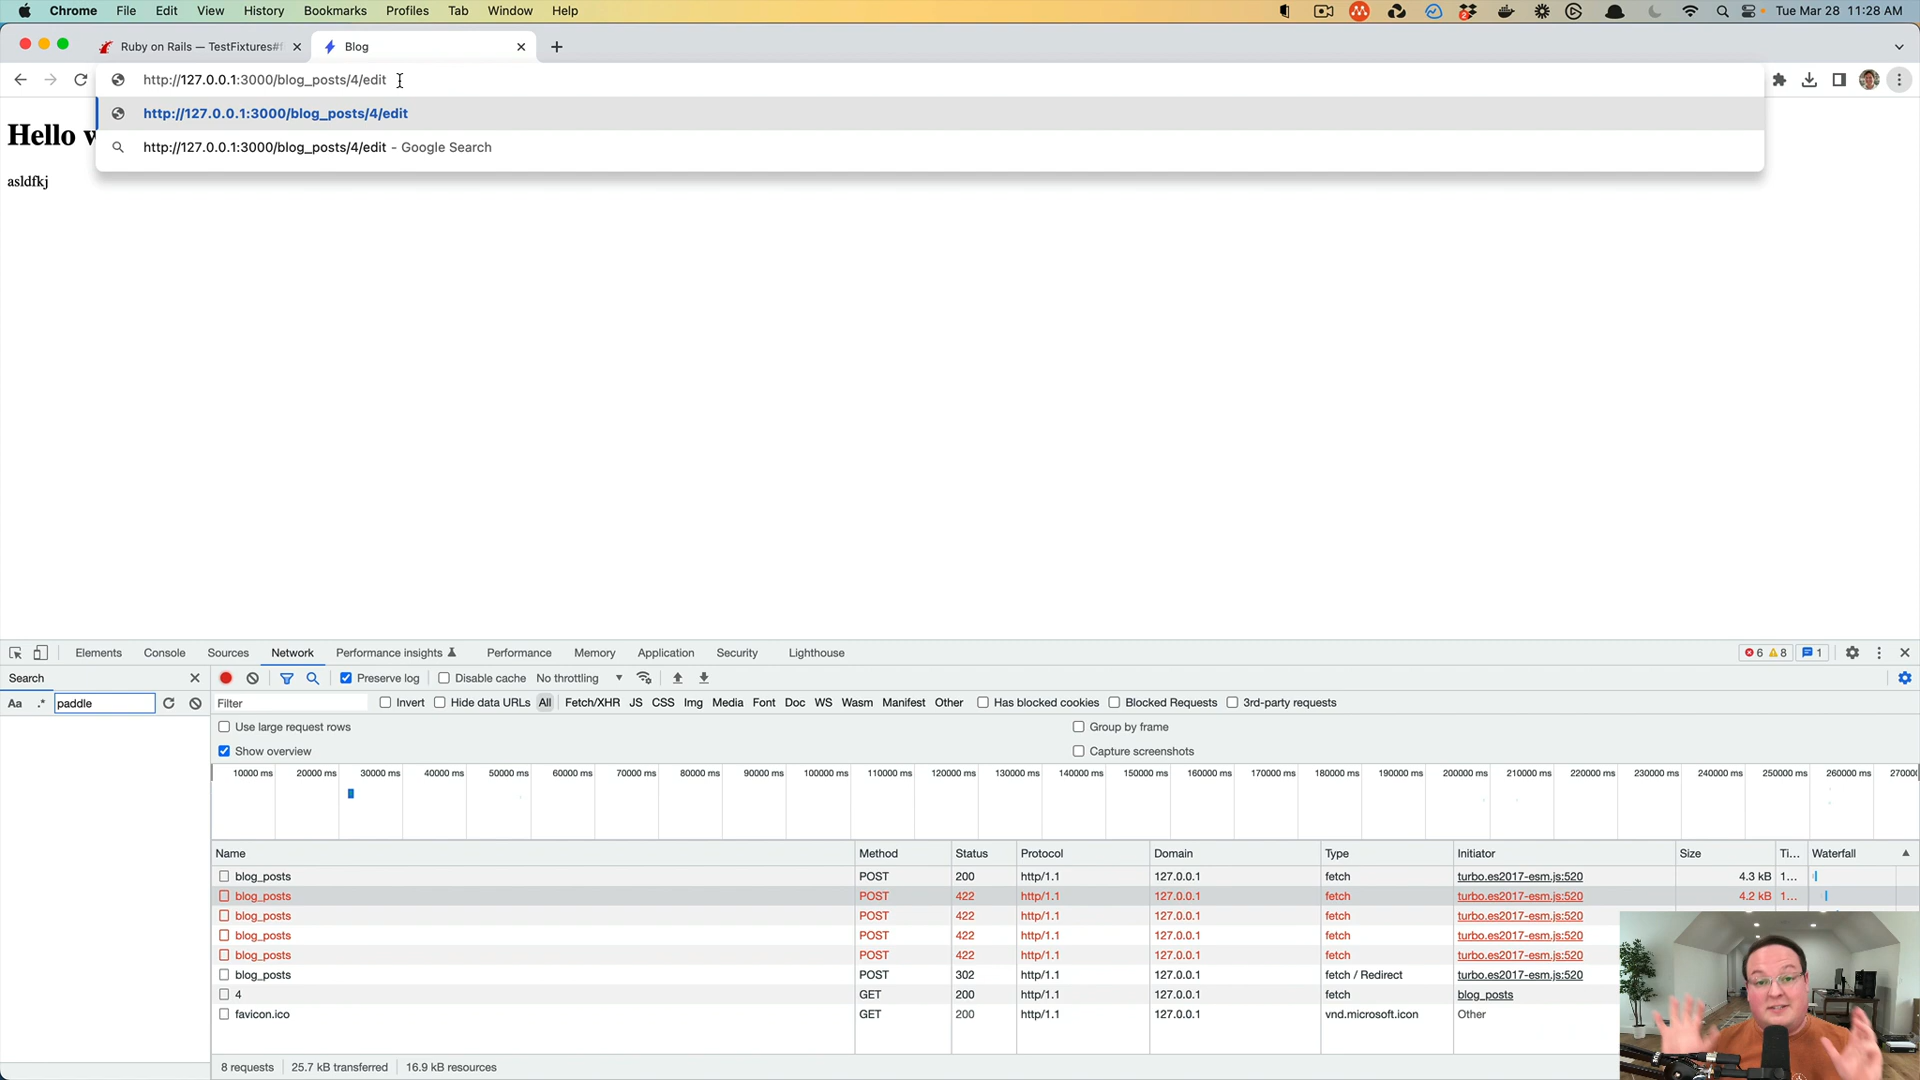 Chrome File Edit View History Bookmarks Profiles Tab Window Help Tue Mar 28 11:28 AM
Ruby on Rails — TestFixtures#f Blog
http://127.0.0.1:3000/blog_posts/4/edit
http://127.0.0.1:3000/blog_posts/4/edit
Hello w
http://127.0.0.1:3000/blog_posts/4/edit - Google Search
asldfkj
Elements Console Sources Network Performance insights Performance Memory Application Security Lighthouse 6 8 1
Search Preserve log Disable cache No throttling
Aa .* paddle Filter Invert Hide data URLs All Fetch/XHR JS CSS Img Media Font Doc WS Wasm Manifest Other Has blocked cookies Blocked Requests 3rd-party requests
Use large request rows Group by frame
Show overview Capture screenshots
10000 ms 20000 ms 30000 ms 40000 ms 50000 ms 60000 ms 70000 ms 80000 ms 90000 ms 100000 ms 110000 ms 120000 ms 130000 ms 140000 ms 150000 ms 160000 ms 170000 ms 180000 ms 190000 ms 200000 ms 210000 ms 220000 ms 230000 ms 240000 ms 250000 ms 260000 ms 27000
Name Method Status Protocol Domain Type Initiator Size Ti... Waterfall
blog_posts POST 200 http/1.1 127.0.0.1 fetch turbo.es2017-esm.js:520 4.3 kB 1...
blog_posts POST 422 http/1.1 127.0.0.1 fetch turbo.es2017-esm.js:520 4.2 kB 1...
blog_posts POST 422 http/1.1 127.0.0.1 fetch turbo.es2017-esm.js:520
blog_posts POST 422 http/1.1 127.0.0.1 fetch turbo.es2017-esm.js:520
blog_posts POST 422 http/1.1 127.0.0.1 fetch turbo.es2017-esm.js:520
blog_posts POST 302 http/1.1 127.0.0.1 fetch / Redirect turbo.es2017-esm.js:520
4 GET 200 http/1.1 127.0.0.1 fetch blog_posts
favicon.ico GET 200 http/1.1 127.0.0.1 vnd.microsoft.icon Other
8 requests 25.7 kB transferred 16.9 kB resources